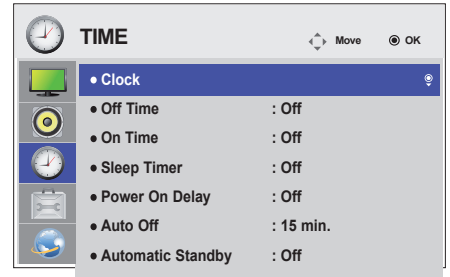 TIME
Move OK
● Clock
● Off Time : Off
● On Time : Off
● Sleep Timer : Off
● Power On Delay : Off
● Auto Off : 15 min.
● Automatic Standby : Off